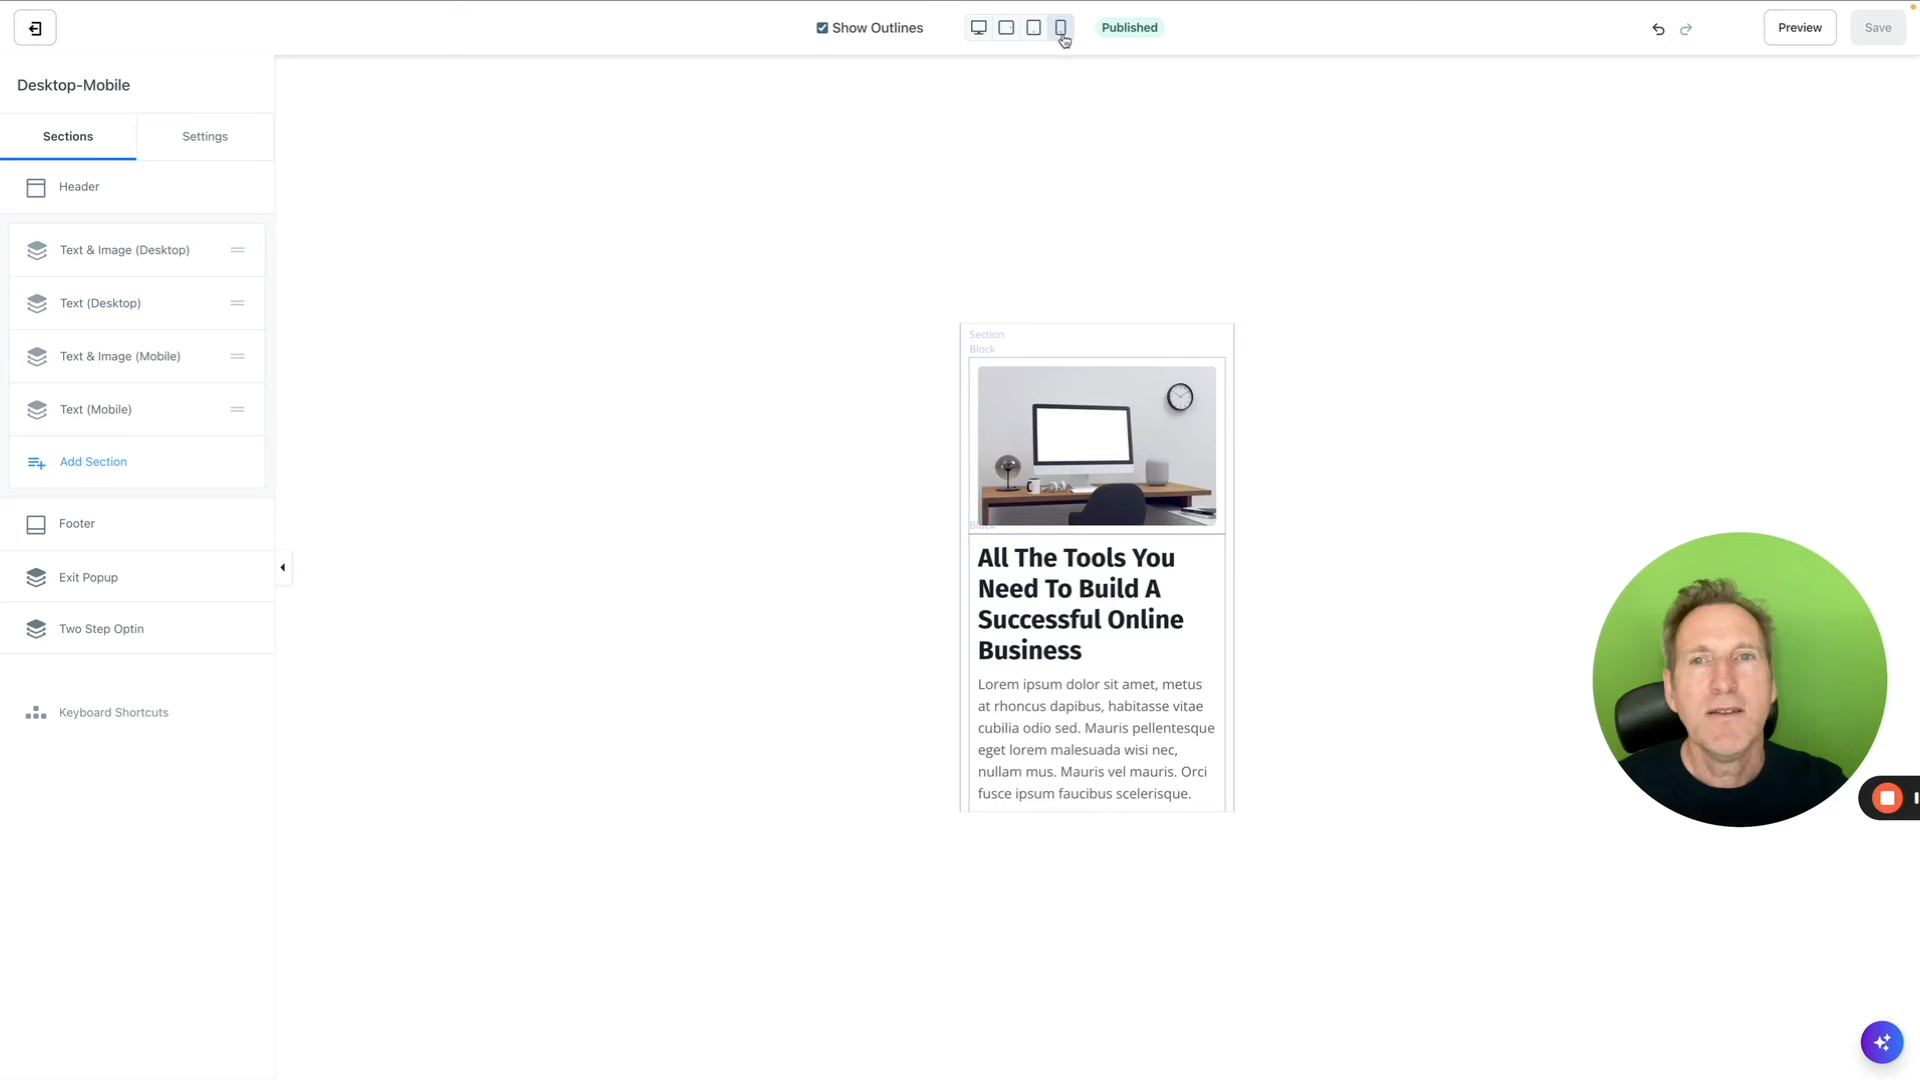 Show Outlines
Published
Preview
Save
Desktop-Mobile
Sections
Settings
Header
Text & Image (Desktop)
Text (Desktop)
Text & Image (Mobile)
Text (Mobile)
Add Section
Footer
Exit Popup
Two Step Optin
Keyboard Shortcuts
Section
Block
Block
All The Tools You
Need To Build A
Successful Online
Business
Lorem ipsum dolor sit amet, metus
at rhoncus dapibus, habitasse vitae
cubilia odio sed. Mauris pellentesque
eget lorem malesuada wisi nec,
nullam mus. Mauris vel mauris. Orci
fusce ipsum faucibus scelerisque.